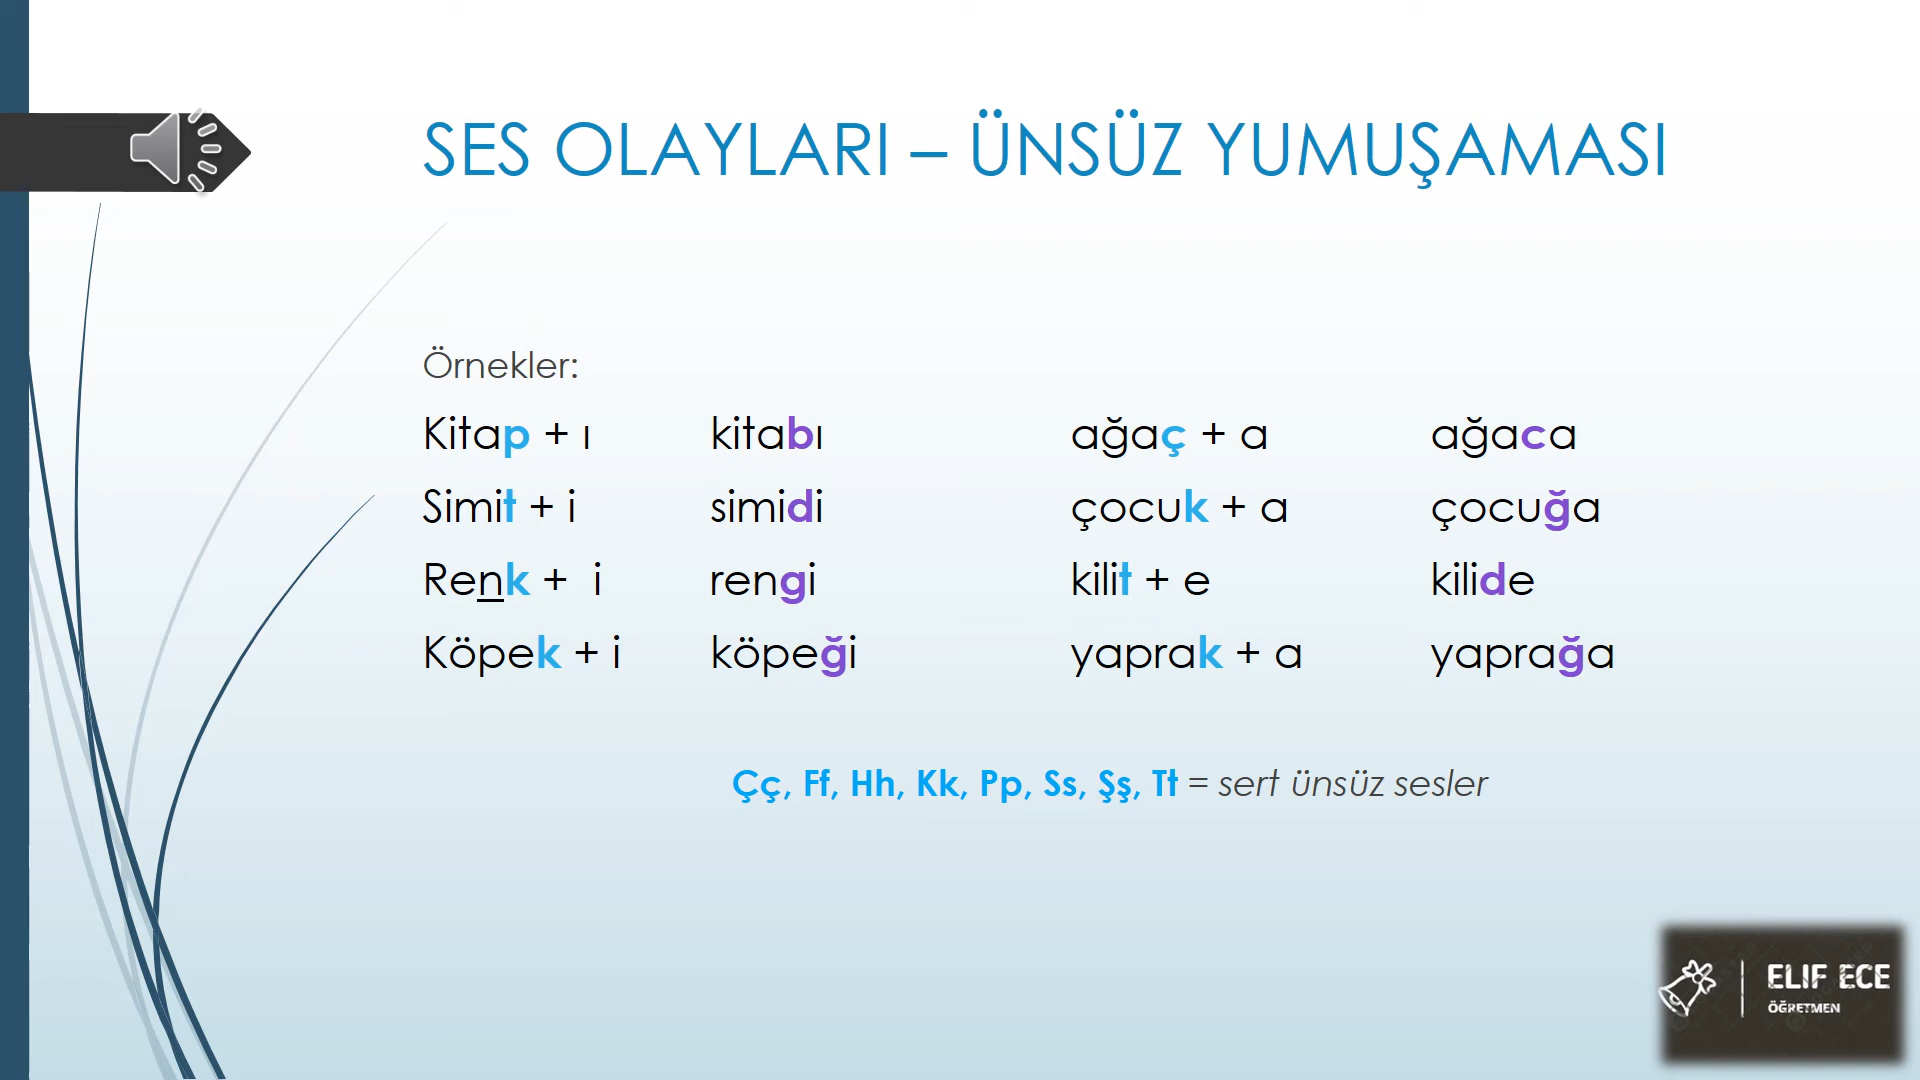 SES OLAYLARI – ÜNSÜZ YUMUŞAMASI
Örnekler:
Kitap + ı kitabı ağaç + a ağaca
Simit + i simidi çocuk + a çocuğa
Renk +  i rengi kilit + e kilide
Köpek + i köpeği yaprak + a yaprağa
Çç, Ff, Hh, Kk, Pp, Ss, Şş, Tt = sert ünsüz sesler
ELIF ECE
ÖĞRETMEN